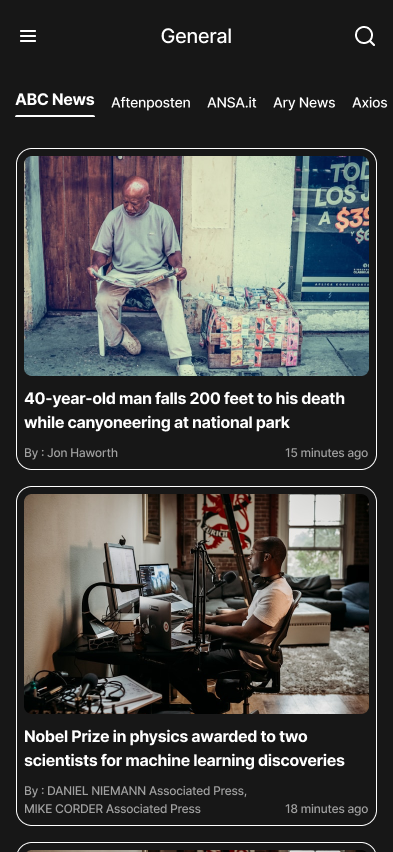 General
ABC News Aftenposten ANSA.it Ary News Axios
LOS J
A $39
40-year-old man falls 200 feet to his death
while canyoneering at national park
By : Jon Haworth 15 minutes ago
Nobel Prize in physics awarded to two
scientists for machine learning discoveries
By : DANIEL NIEMANN Associated Press,
MIKE CORDER Associated Press 18 minutes ago